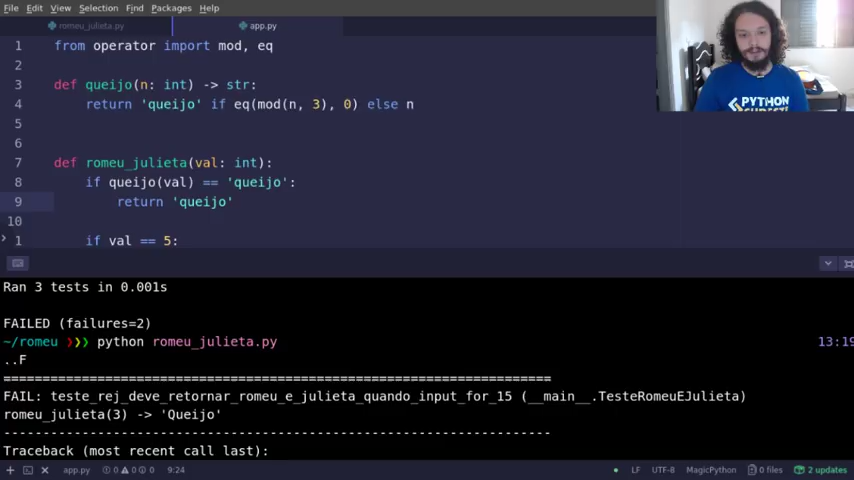 File Edit View Selection Find Packages Help
romeu_julieta.py
app.py
1 from operator import mod, eq
2
3 def queijo(n: int) -> str:
4 return 'queijo' if eq(mod(n, 3), 0) else n
5
6
7 def romeu_julieta(val: int):
8 if queijo(val) == 'queijo':
9 return 'queijo'
10
1 if val == 5:
PYTHON
SUDESTE
Ran 3 tests in 0.001s
FAILED (failures=2)
~/romeu ❯❯❯ python romeu_julieta.py 13:19
..F
======================================================================
FAIL: teste_rej_deve_retornar_romeu_e_julieta_quando_input_for_15 (__main__.TesteRomeuEJulieta)
romeu_julieta(3) -> 'Queijo'
----------------------------------------------------------------------
Traceback (most recent call last):
app.py 0 0 0 9:24 LF UTF-8 MagicPython 0 files 2 updates